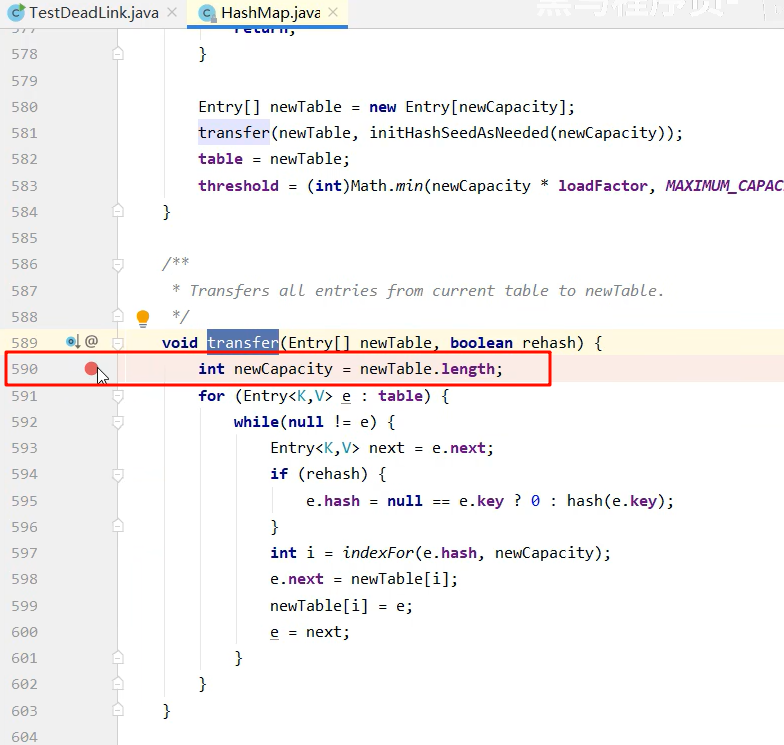 TestDeadLink.java HashMap.java
577 return;
578 }
579
580 Entry[] newTable = new Entry[newCapacity];
581 transfer(newTable, initHashSeedAsNeeded(newCapacity));
582 table = newTable;
583 threshold = (int)Math.min(newCapacity * loadFactor, MAXIMUM_CAPAC
584 }
585
586 /**
587 * Transfers all entries from current table to newTable.
588 */
589 @ void transfer(Entry[] newTable, boolean rehash) {
590 int newCapacity = newTable.length;
591 for (Entry<K,V> e : table) {
592 while(null != e) {
593 Entry<K,V> next = e.next;
594 if (rehash) {
595 e.hash = null == e.key ? 0 : hash(e.key);
596 }
597 int i = indexFor(e.hash, newCapacity);
598 e.next = newTable[i];
599 newTable[i] = e;
600 e = next;
601 }
602 }
603 }
604